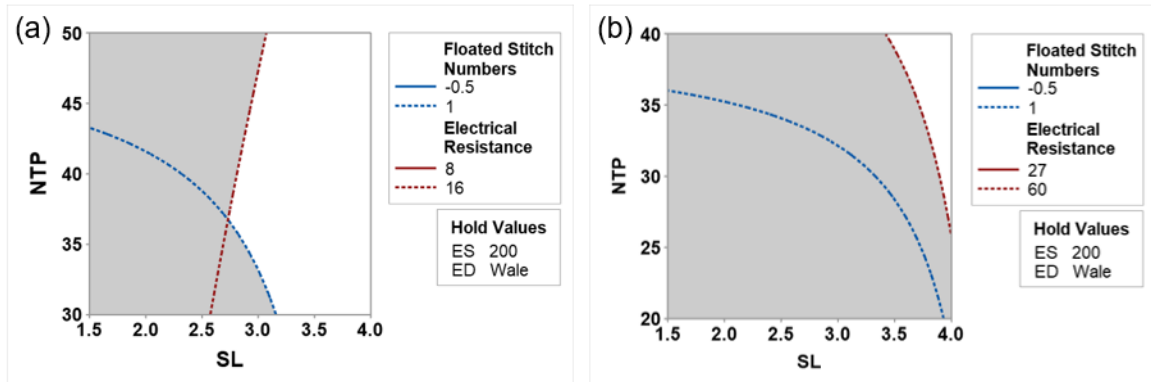 (a)
50
45
40
35
30
NTP
1.5 2.0 2.5 3.0 3.5 4.0
SL
Floated Stitch
Numbers
-0.5
1
Electrical
Resistance
8
16
Hold Values
ES 200
ED Wale
(b)
40
35
30
25
20
NTP
1.5 2.0 2.5 3.0 3.5 4.0
SL
Floated Stitch
Numbers
-0.5
1
Electrical
Resistance
27
60
Hold Values
ES 200
ED Wale